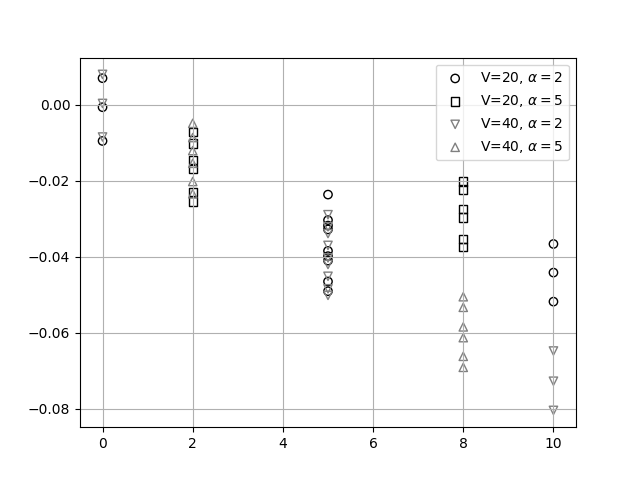 V=20, α = 2
V=20, α = 5
V=40, α = 2
V=40, α = 5
0.00
−0.02
−0.04
−0.06
−0.08
0 2 4 6 8 10